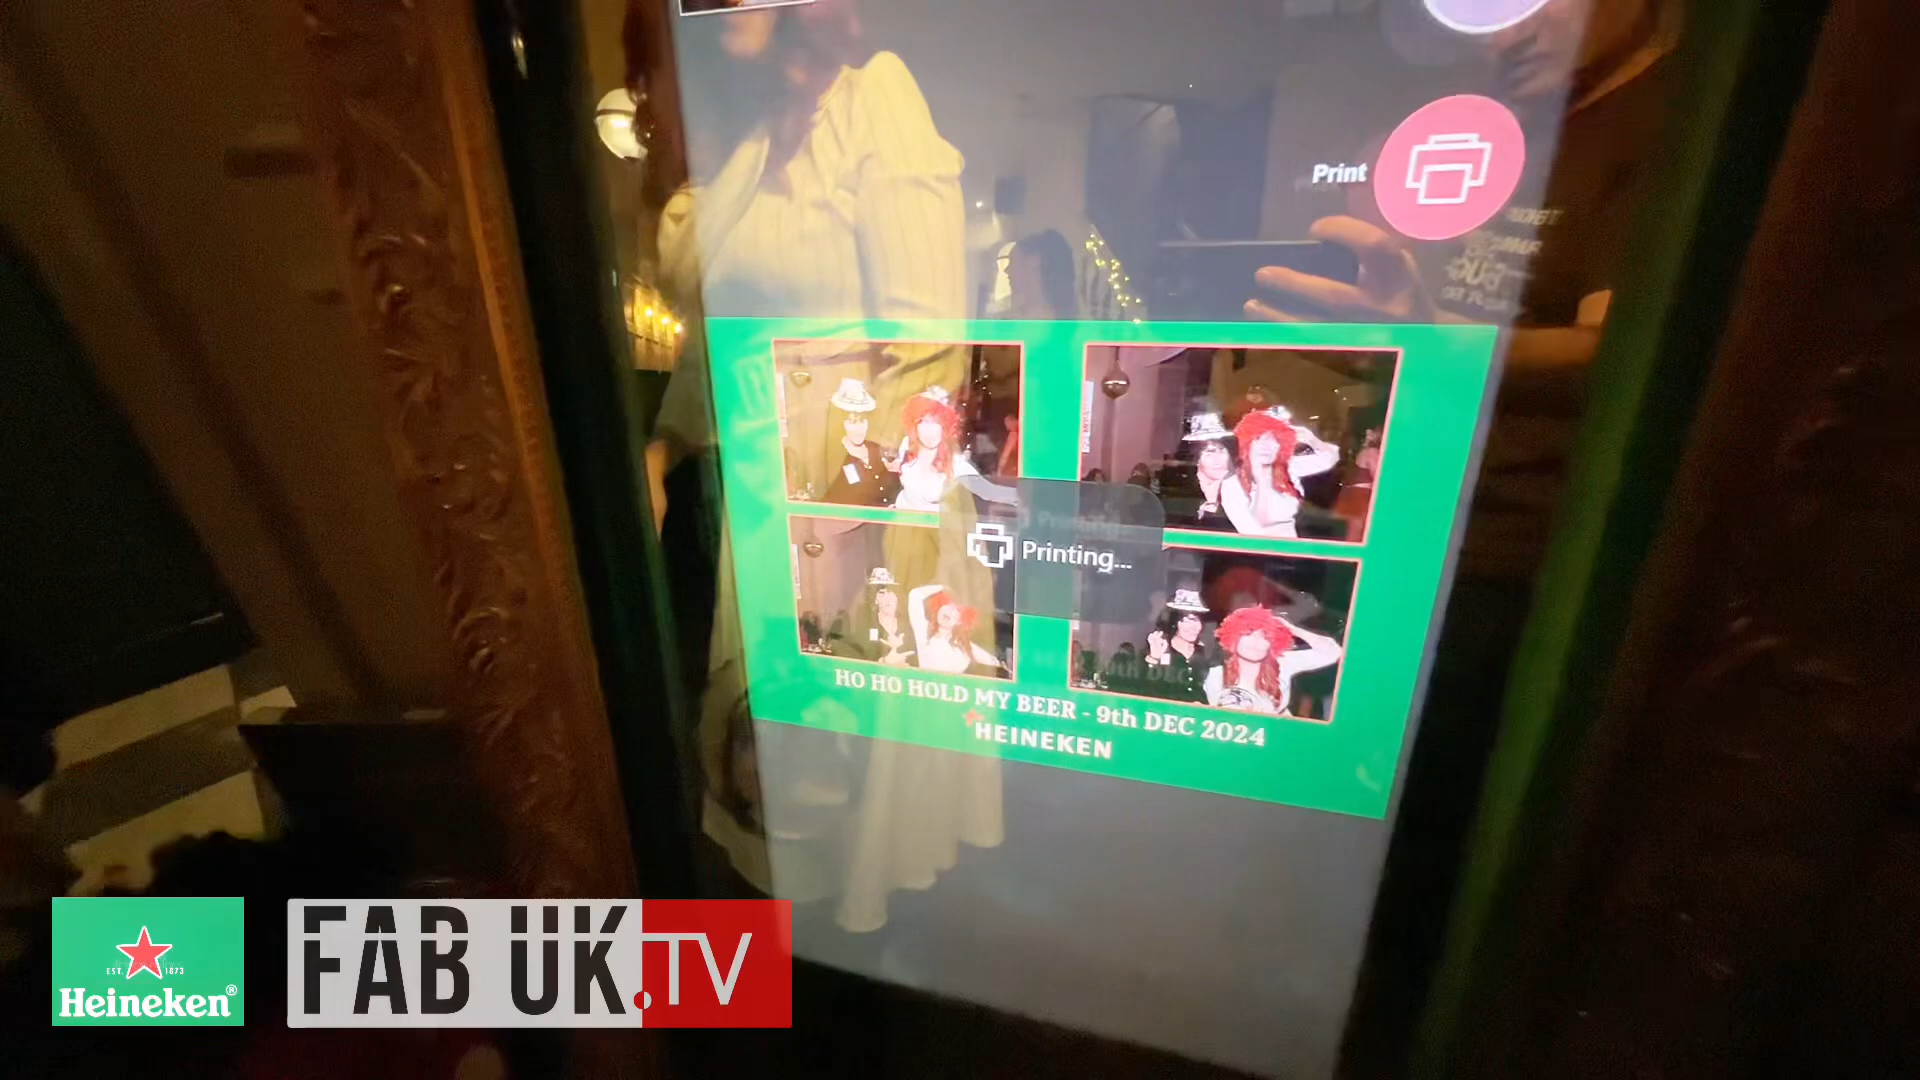 Print
Printing...
HO HO HOLD MY BEER - 9th DEC 2024
HEINEKEN
EST. 1873
Heineken®
FAB UK.TV